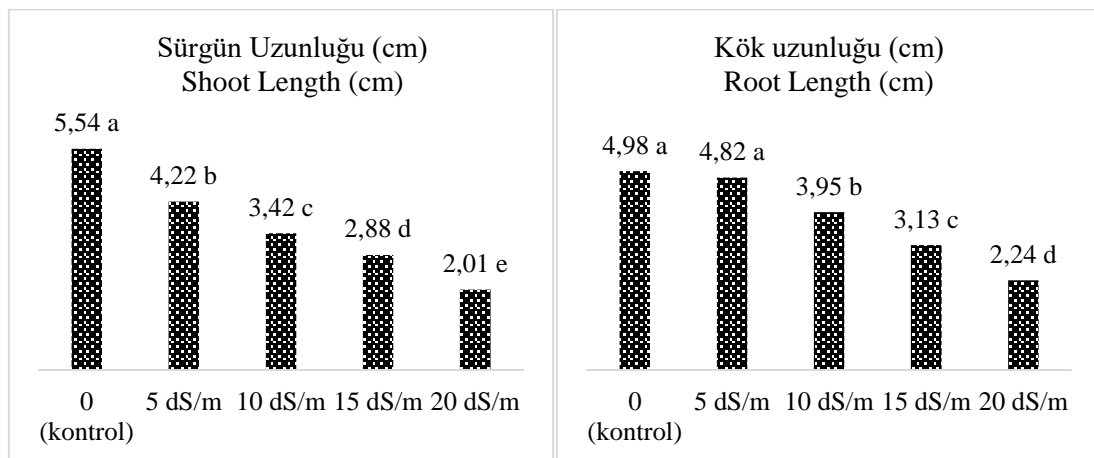 Sürgün Uzunluğu (cm)
Shoot Length (cm)
5,54 a
4,22 b
3,42 c
2,88 d
2,01 e
0
(kontrol)
5 dS/m
10 dS/m
15 dS/m
20 dS/m
Kök uzunluğu (cm)
Root Length (cm)
4,98 a
4,82 a
3,95 b
3,13 c
2,24 d
0
(kontrol)
5 dS/m
10 dS/m
15 dS/m
20 dS/m